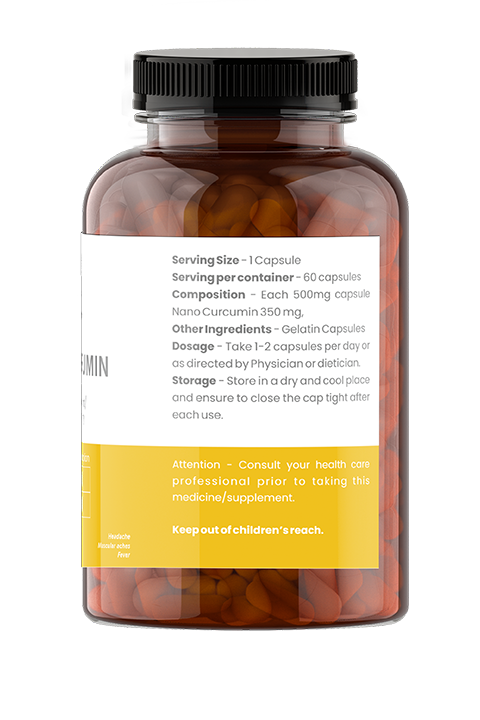 Serving Size - 1 Capsule
Serving per container - 60 capsules
Composition - Each 500mg capsule
Nano Curcumin 350 mg,
Other Ingredients - Gelatin Capsules
Dosage - Take 1-2 capsules per day or
as directed by Physician or dietician.
Storage - Store in a dry and cool place
and ensure to close the cap tight after
each use.
UMIN
Attention - Consult your health care
professional prior to taking this
medicine/supplement.
Keep out of children's reach.
Headache
Muscular aches
Fever